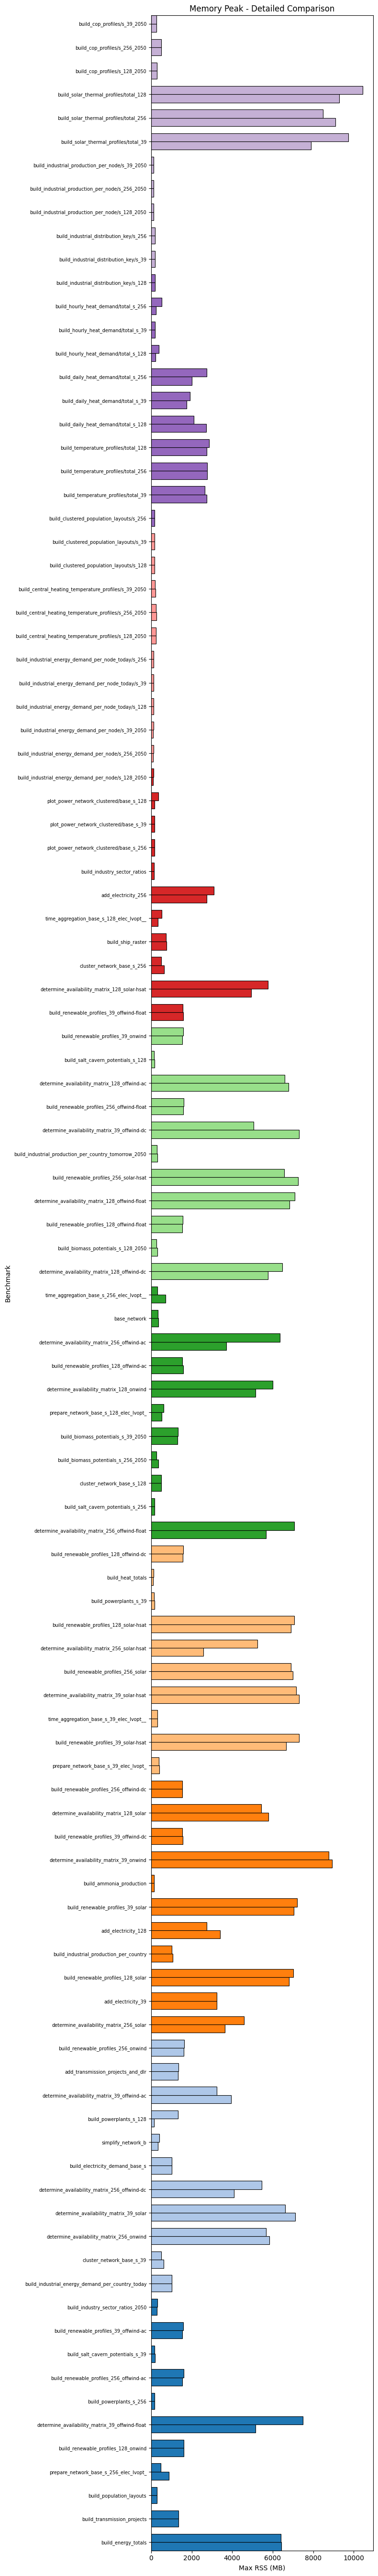 Memory Peak - Detailed Comparison
build_cop_profiles/s_39_2050
build_cop_profiles/s_256_2050
build_cop_profiles/s_128_2050
build_solar_thermal_profiles/total_128
build_solar_thermal_profiles/total_256
build_solar_thermal_profiles/total_39
build_industrial_production_per_node/s_39_2050
build_industrial_production_per_node/s_256_2050
build_industrial_production_per_node/s_128_2050
build_industrial_distribution_key/s_256
build_industrial_distribution_key/s_39
build_industrial_distribution_key/s_128
build_hourly_heat_demand/total_s_256
build_hourly_heat_demand/total_s_39
build_hourly_heat_demand/total_s_128
build_daily_heat_demand/total_s_256
build_daily_heat_demand/total_s_39
build_daily_heat_demand/total_s_128
build_temperature_profiles/total_128
build_temperature_profiles/total_256
build_temperature_profiles/total_39
build_clustered_population_layouts/s_256
build_clustered_population_layouts/s_39
build_clustered_population_layouts/s_128
build_central_heating_temperature_profiles/s_39_2050
build_central_heating_temperature_profiles/s_256_2050
build_central_heating_temperature_profiles/s_128_2050
build_industrial_energy_demand_per_node_today/s_256
build_industrial_energy_demand_per_node_today/s_39
build_industrial_energy_demand_per_node_today/s_128
build_industrial_energy_demand_per_node/s_39_2050
build_industrial_energy_demand_per_node/s_256_2050
build_industrial_energy_demand_per_node/s_128_2050
plot_power_network_clustered/base_s_128
plot_power_network_clustered/base_s_39
plot_power_network_clustered/base_s_256
build_industry_sector_ratios
add_electricity_256
time_aggregation_base_s_128_elec_lvopt__
build_ship_raster
cluster_network_base_s_256
determine_availability_matrix_128_solar-hsat
build_renewable_profiles_39_offwind-float
build_renewable_profiles_39_onwind
build_salt_cavern_potentials_s_128
determine_availability_matrix_128_offwind-ac
build_renewable_profiles_256_offwind-float
determine_availability_matrix_39_offwind-dc
build_industrial_production_per_country_tomorrow_2050
build_renewable_profiles_256_solar-hsat
determine_availability_matrix_128_offwind-float
build_renewable_profiles_128_offwind-float
build_biomass_potentials_s_128_2050
determine_availability_matrix_128_offwind-dc
time_aggregation_base_s_256_elec_lvopt__
base_network
determine_availability_matrix_256_offwind-ac
build_renewable_profiles_128_offwind-ac
determine_availability_matrix_128_onwind
prepare_network_base_s_128_elec_lvopt_
build_biomass_potentials_s_39_2050
build_biomass_potentials_s_256_2050
cluster_network_base_s_128
build_salt_cavern_potentials_s_256
determine_availability_matrix_256_offwind-float
build_renewable_profiles_128_offwind-dc
build_heat_totals
build_powerplants_s_39
build_renewable_profiles_128_solar-hsat
determine_availability_matrix_256_solar-hsat
build_renewable_profiles_256_solar
determine_availability_matrix_39_solar-hsat
time_aggregation_base_s_39_elec_lvopt__
build_renewable_profiles_39_solar-hsat
prepare_network_base_s_39_elec_lvopt_
build_renewable_profiles_256_offwind-dc
determine_availability_matrix_128_solar
build_renewable_profiles_39_offwind-dc
determine_availability_matrix_39_onwind
build_ammonia_production
build_renewable_profiles_39_solar
add_electricity_128
build_industrial_production_per_country
build_renewable_profiles_128_solar
add_electricity_39
determine_availability_matrix_256_solar
build_renewable_profiles_256_onwind
add_transmission_projects_and_dlr
determine_availability_matrix_39_offwind-ac
build_powerplants_s_128
simplify_network_b
build_electricity_demand_base_s
determine_availability_matrix_256_offwind-dc
determine_availability_matrix_39_solar
determine_availability_matrix_256_onwind
cluster_network_base_s_39
build_industrial_energy_demand_per_country_today
build_industry_sector_ratios_2050
build_renewable_profiles_39_offwind-ac
build_salt_cavern_potentials_s_39
build_renewable_profiles_256_offwind-ac
build_powerplants_s_256
determine_availability_matrix_39_offwind-float
build_renewable_profiles_128_onwind
prepare_network_base_s_256_elec_lvopt_
build_population_layouts
build_transmission_projects
build_energy_totals
Benchmark
0 2000 4000 6000 8000 10000
Max RSS (MB)